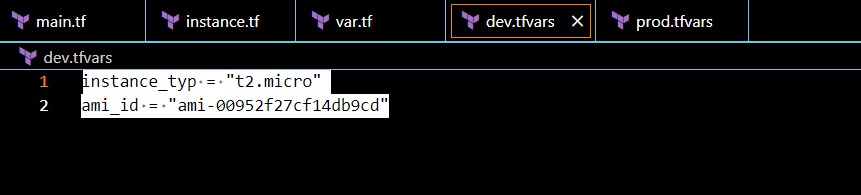 main.tf instance.tf var.tf dev.tfvars prod.tfvars
dev.tfvars
1 instance_typ = "t2.micro"
2 ami_id = "ami-00952f27cf14db9cd"